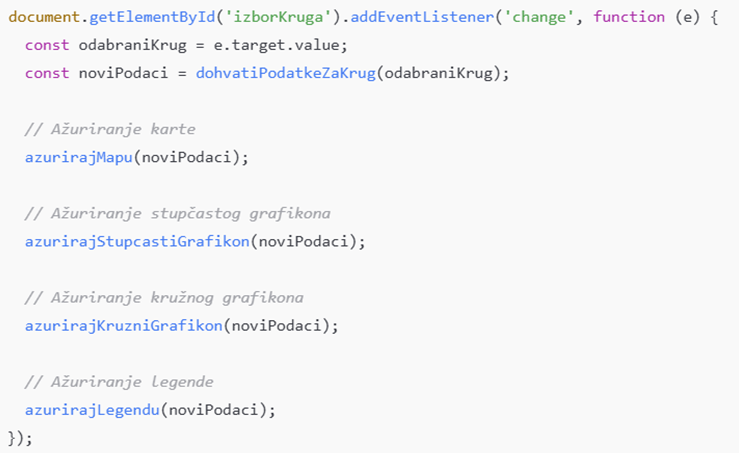 document.getElementById('izborKruga').addEventListener('change', function (e) {
  const odabraniKrug = e.target.value;
  const noviPodaci = dohvatiPodatkeZaKrug(odabraniKrug);

  // Ažuriranje karte
  azurirajMapu(noviPodaci);

  // Ažuriranje stupčastog grafikona
  azurirajStupcastiGrafikon(noviPodaci);

  // Ažuriranje kružnog grafikona
  azurirajKruzniGrafikon(noviPodaci);

  // Ažuriranje legende
  azurirajLegendu(noviPodaci);
});